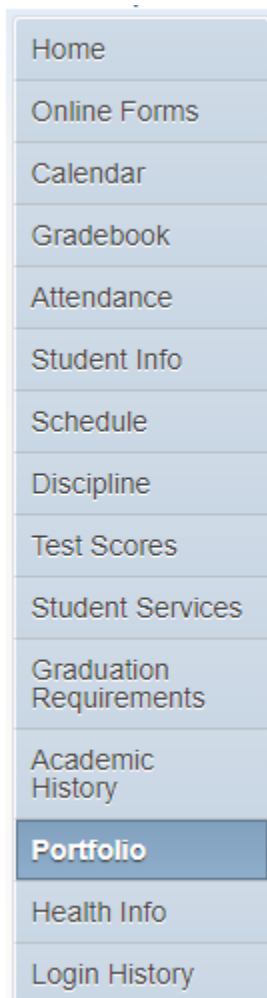 Home
Online Forms
Calendar
Gradebook
Attendance
Student Info
Schedule
Discipline
Test Scores
Student Services
Graduation
Requirements
Academic
History
Portfolio
Health Info
Login History